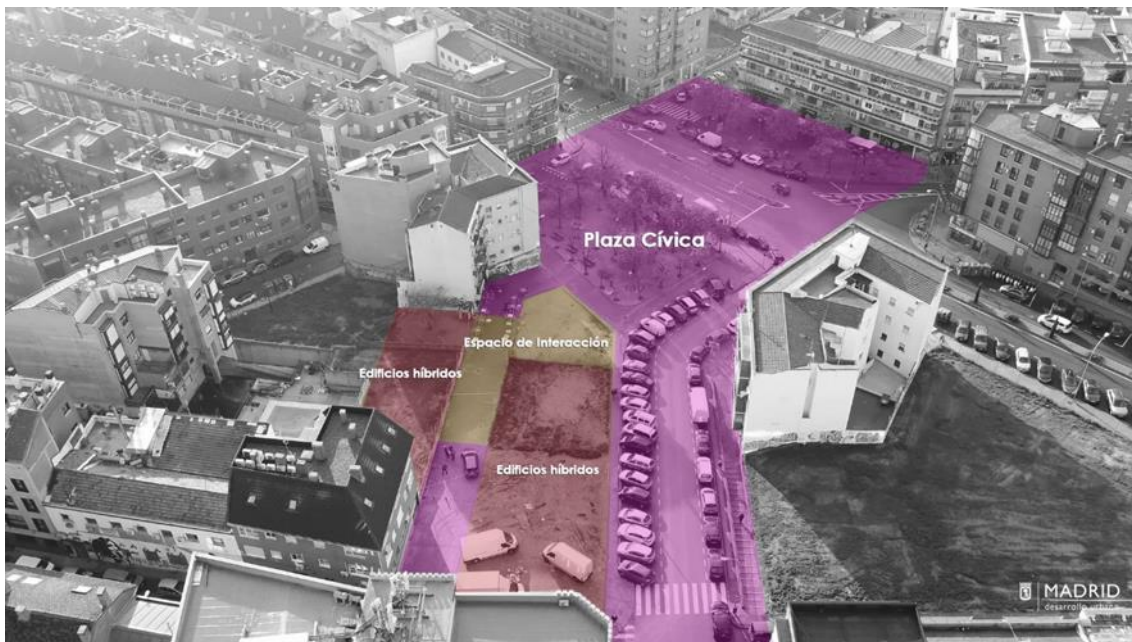 Plaza Cívica
Espacio de Interacción
Edificios híbridos
Edificios híbridos
MADRID
desarrollo urbano